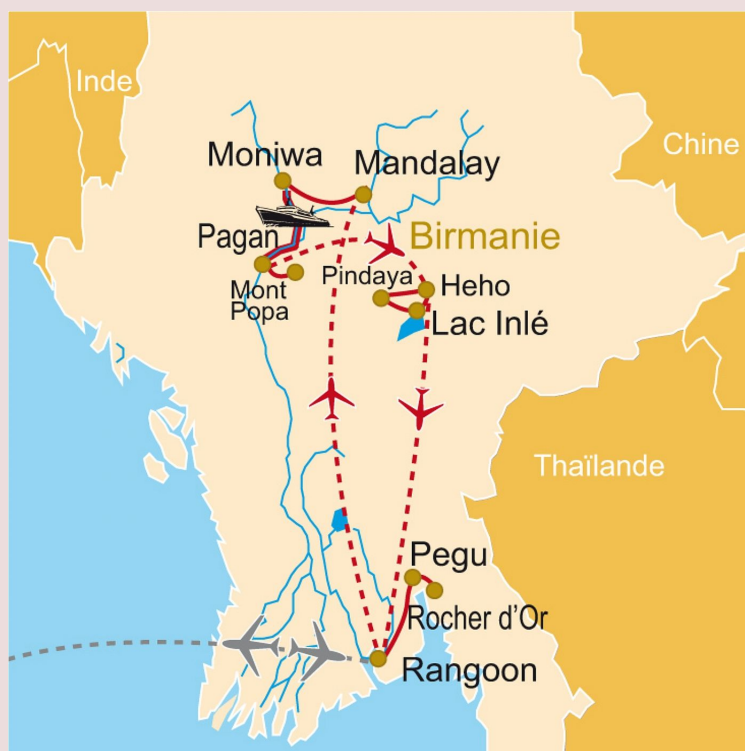 Inde
Chine
Moniwa
Mandalay
Pagan
Birmanie
Pindaya
Heho
Mont
Popa
Lac Inlé
Thaïlande
Pegu
Rocher d'Or
Rangoon